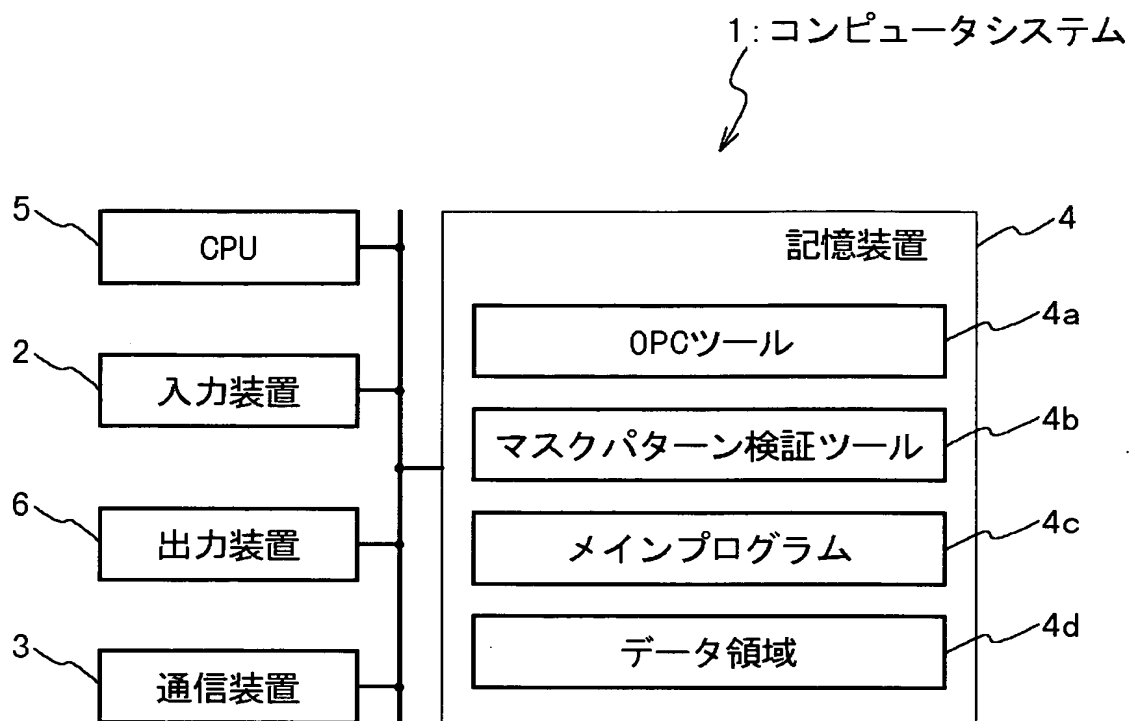 1:コンピュータシステム
5
CPU
2
入力装置
6
出力装置
3
通信装置
4
記憶装置
4a
OPCツール
4b
マスクパターン検証ツール
4c
メインプログラム
4d
データ領域